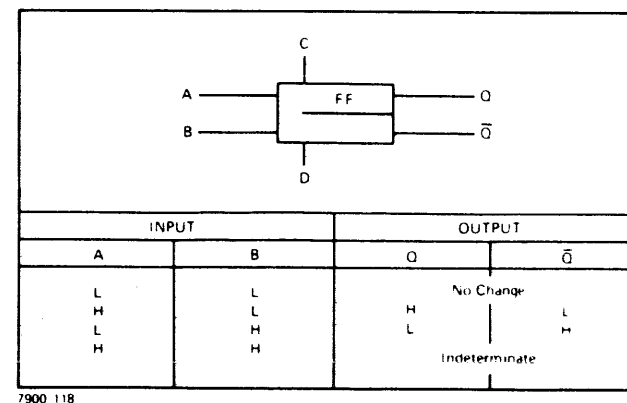 C
A FF Q
B Q̅
D
INPUT OUTPUT
A B Q Q̅
L L No Change
H L H L
L H L H
H H Indeterminate
7900 118